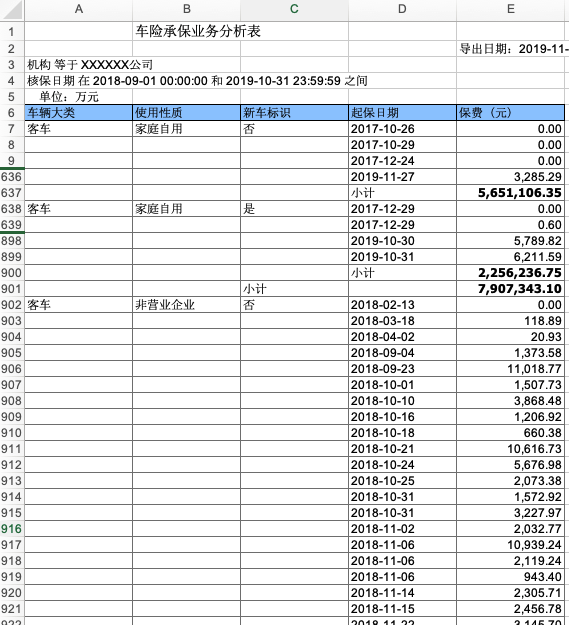 A B C D E
1 车险承保业务分析表
2 导出日期：2019-11-
3 机构 等于 XXXXXX公司
4 核保日期 在 2018-09-01 00:00:00 和 2019-10-31 23:59:59 之间
5 单位：万元
6 车辆大类 使用性质 新车标识 起保日期 保费（元）
7 客车 家庭自用 否 2017-10-26 0.00
8 2017-10-29 0.00
9 2017-12-24 0.00
636 2019-11-27 3,285.29
637 小计 5,651,106.35
638 客车 家庭自用 是 2017-12-29 0.00
639 2017-12-29 0.60
898 2019-10-30 5,789.82
899 2019-10-31 6,211.59
900 小计 2,256,236.75
901 小计 7,907,343.10
902 客车 非营业企业 否 2018-02-13 0.00
903 2018-03-18 118.89
904 2018-04-02 20.93
905 2018-09-04 1,373.58
906 2018-09-23 11,018.77
907 2018-10-01 1,507.73
908 2018-10-10 3,868.48
909 2018-10-16 1,206.92
910 2018-10-18 660.38
911 2018-10-21 10,616.73
912 2018-10-24 5,676.98
913 2018-10-25 2,073.38
914 2018-10-31 1,572.92
915 2018-10-31 3,227.97
916 2018-11-02 2,032.77
917 2018-11-06 10,939.24
918 2018-11-06 2,119.24
919 2018-11-06 943.40
920 2018-11-14 2,305.71
921 2018-11-15 2,456.78
922 2018-11-22 3,145.70